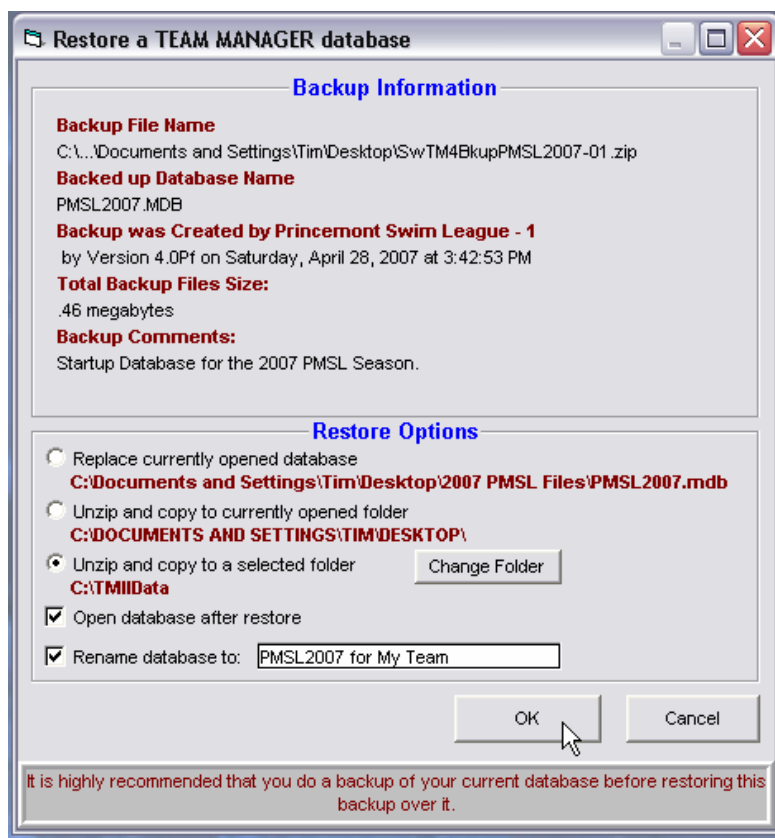 Restore a TEAM MANAGER database
Backup Information
Backup File Name
C:\...\Documents and Settings\Tim\Desktop\SwTM4BkupPMSL2007-01.zip
Backed up Database Name
PMSL2007.MDB
Backup was Created by Princemont Swim League - 1
by Version 4.0Pf on Saturday, April 28, 2007 at 3:42:53 PM
Total Backup Files Size:
.46 megabytes
Backup Comments:
Startup Database for the 2007 PMSL Season.
Restore Options
Replace currently opened database
C:\Documents and Settings\Tim\Desktop\2007 PMSL Files\PMSL2007.mdb
Unzip and copy to currently opened folder
C:\DOCUMENTS AND SETTINGS\TIM\DESKTOP\
Unzip and copy to a selected folder Change Folder
C:\TMIIData
Open database after restore
Rename database to: PMSL2007 for My Team
OK Cancel
It is highly recommended that you do a backup of your current database before restoring this
backup over it.